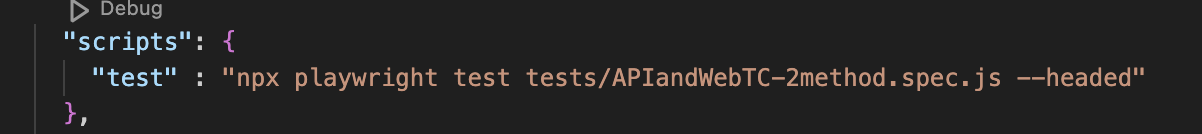 Debug
"scripts": {
"test" : "npx playwright test tests/APIandWebTC-2method.spec.js --headed"
},